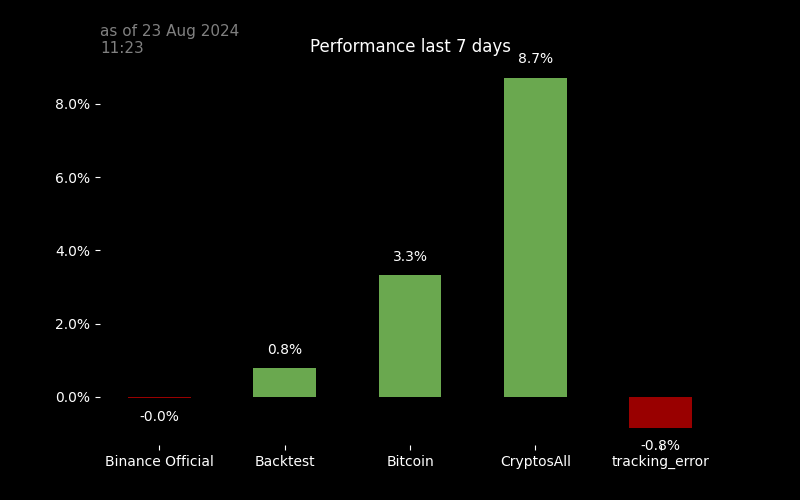 as of 23 Aug 2024
11:23
Performance last 7 days
8.7%
8.0%
6.0%
4.0%
3.3%
2.0%
0.8%
0.0%
-0.0%
-0.8%
Binance Official
Backtest
Bitcoin
CryptosAll
tracking_error